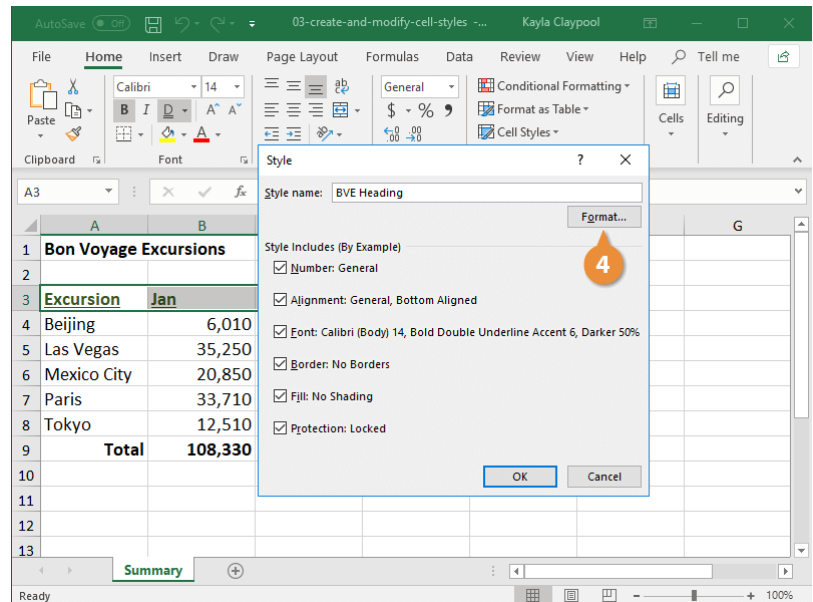 AutoSave Off 03-create-and-modify-cell-styles -... Kayla Claypool
File Home Insert Draw Page Layout Formulas Data Review View Help Tell me
Calibri 14 ab General Conditional Formatting
Paste B I D A A $ % 9 Format as Table Cells Editing
A .00 .00 Cell Styles
Clipboard Font
Style ? X
A3 fx
Style name: BVE Heading
Format...
4
Style Includes (By Example)
Number: General
Alignment: General, Bottom Aligned
Font: Calibri (Body) 14, Bold Double Underline Accent 6, Darker 50%
Border: No Borders
Fill: No Shading
Protection: Locked
OK Cancel
A B G
1 Bon Voyage Excursions
2
3 Excursion Jan
4 Beijing 6,010
5 Las Vegas 35,250
6 Mexico City 20,850
7 Paris 33,710
8 Tokyo 12,510
9 Total 108,330
10
11
12
13
Summary
Ready 100%